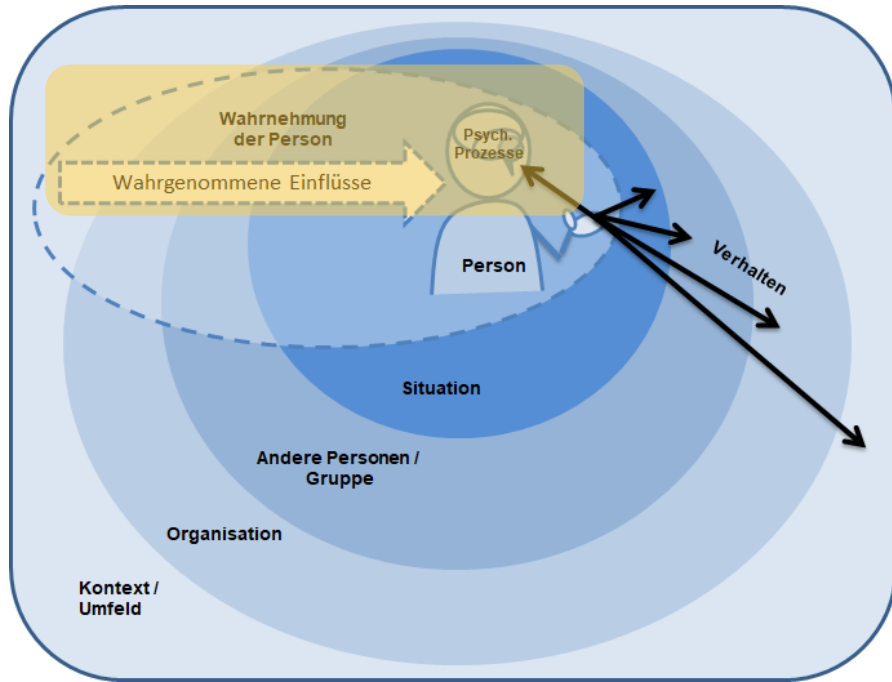 Wahrnehmung
der Person
Psych.
Prozesse
Wahrgenommene Einflüsse
Person
Verhalten
Situation
Andere Personen /
Gruppe
Organisation
Kontext /
Umfeld